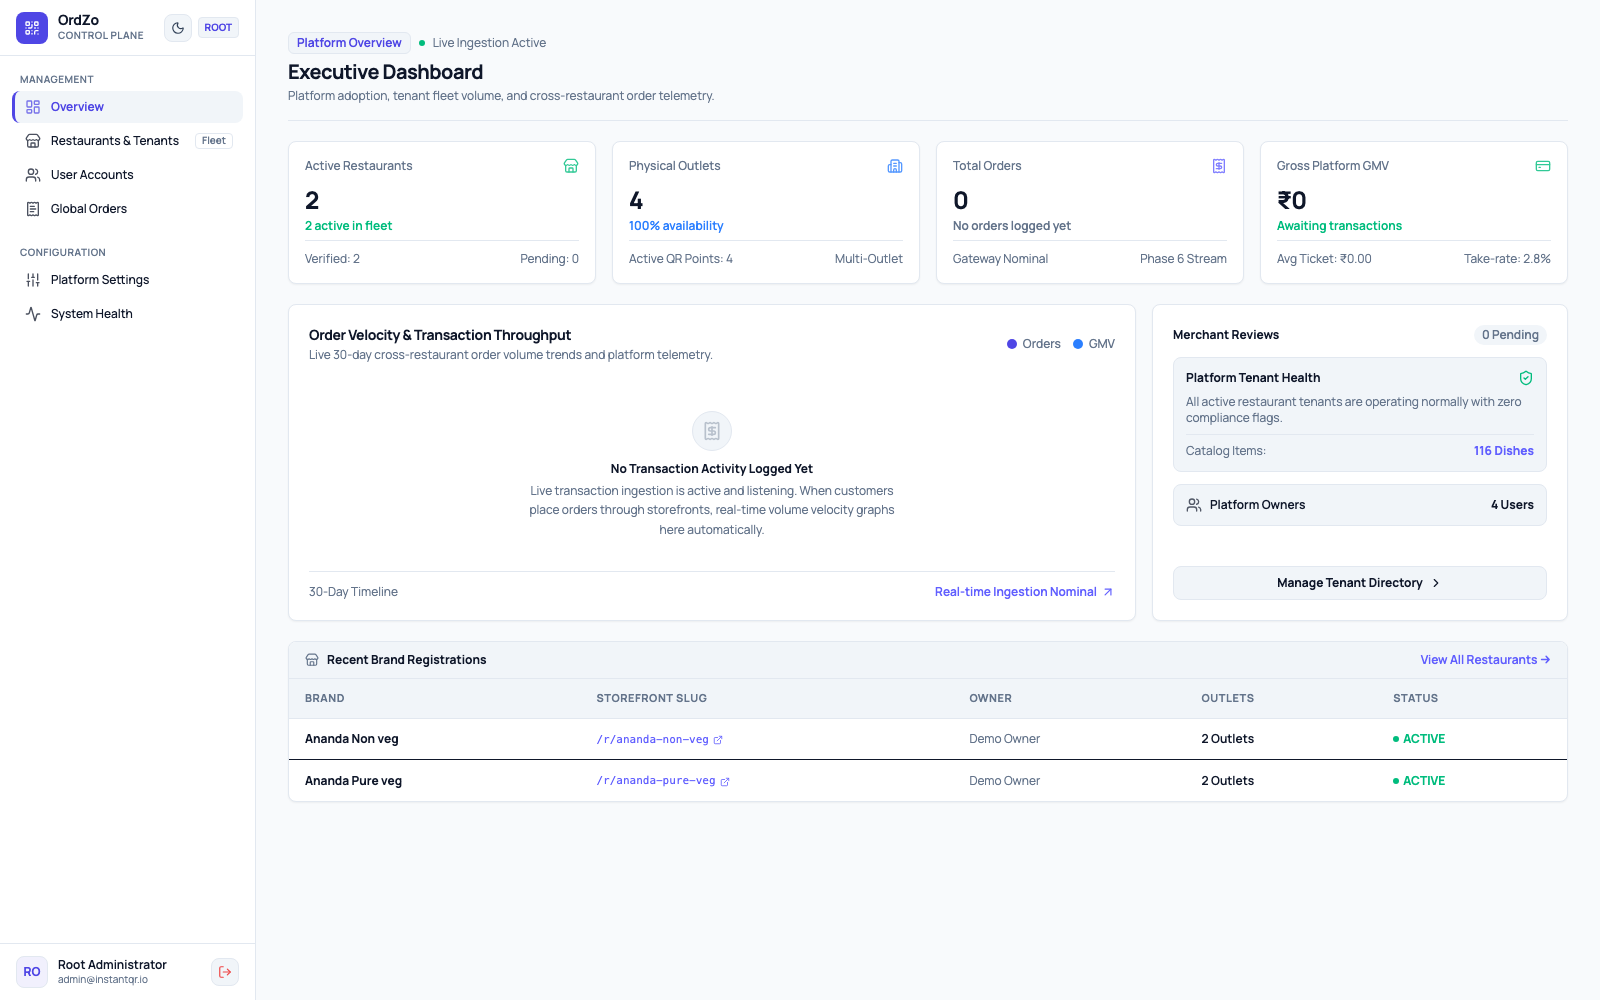 OrdZo
CONTROL PLANE
ROOT
MANAGEMENT
Overview
Restaurants & Tenants
Fleet
User Accounts
Global Orders
CONFIGURATION
Platform Settings
System Health
RO
Root Administrator
admin@instantqr.io
Platform Overview
Live Ingestion Active
Executive Dashboard
Platform adoption, tenant fleet volume, and cross-restaurant order telemetry.
Active Restaurants
2
2 active in fleet
Verified: 2
Pending: 0
Physical Outlets
4
100% availability
Active QR Points: 4
Multi-Outlet
Total Orders
0
No orders logged yet
Gateway Nominal
Phase 6 Stream
Gross Platform GMV
₹0
Awaiting transactions
Avg Ticket: ₹0.00
Take-rate: 2.8%
Order Velocity & Transaction Throughput
Live 30-day cross-restaurant order volume trends and platform telemetry.
Orders
GMV
No Transaction Activity Logged Yet
Live transaction ingestion is active and listening. When customers
place orders through storefronts, real-time volume velocity graphs
here automatically.
30-Day Timeline
Real-time Ingestion Nominal
Merchant Reviews
0 Pending
Platform Tenant Health
All active restaurant tenants are operating normally with zero
compliance flags.
Catalog Items:
116 Dishes
Platform Owners
4 Users
Manage Tenant Directory
Recent Brand Registrations
View All Restaurants →
BRAND STOREFRONT SLUG OWNER OUTLETS STATUS
Ananda Non veg /r/ananda-non-veg Demo Owner 2 Outlets ACTIVE
Ananda Pure veg /r/ananda-pure-veg Demo Owner 2 Outlets ACTIVE